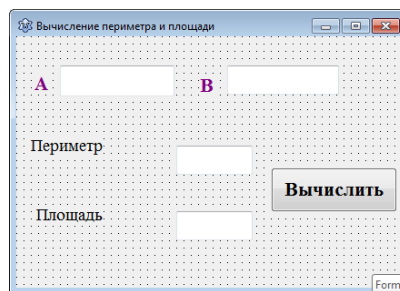 Вычисление периметра и площади
A B
Периметр
Вычислить
Площадь
Form